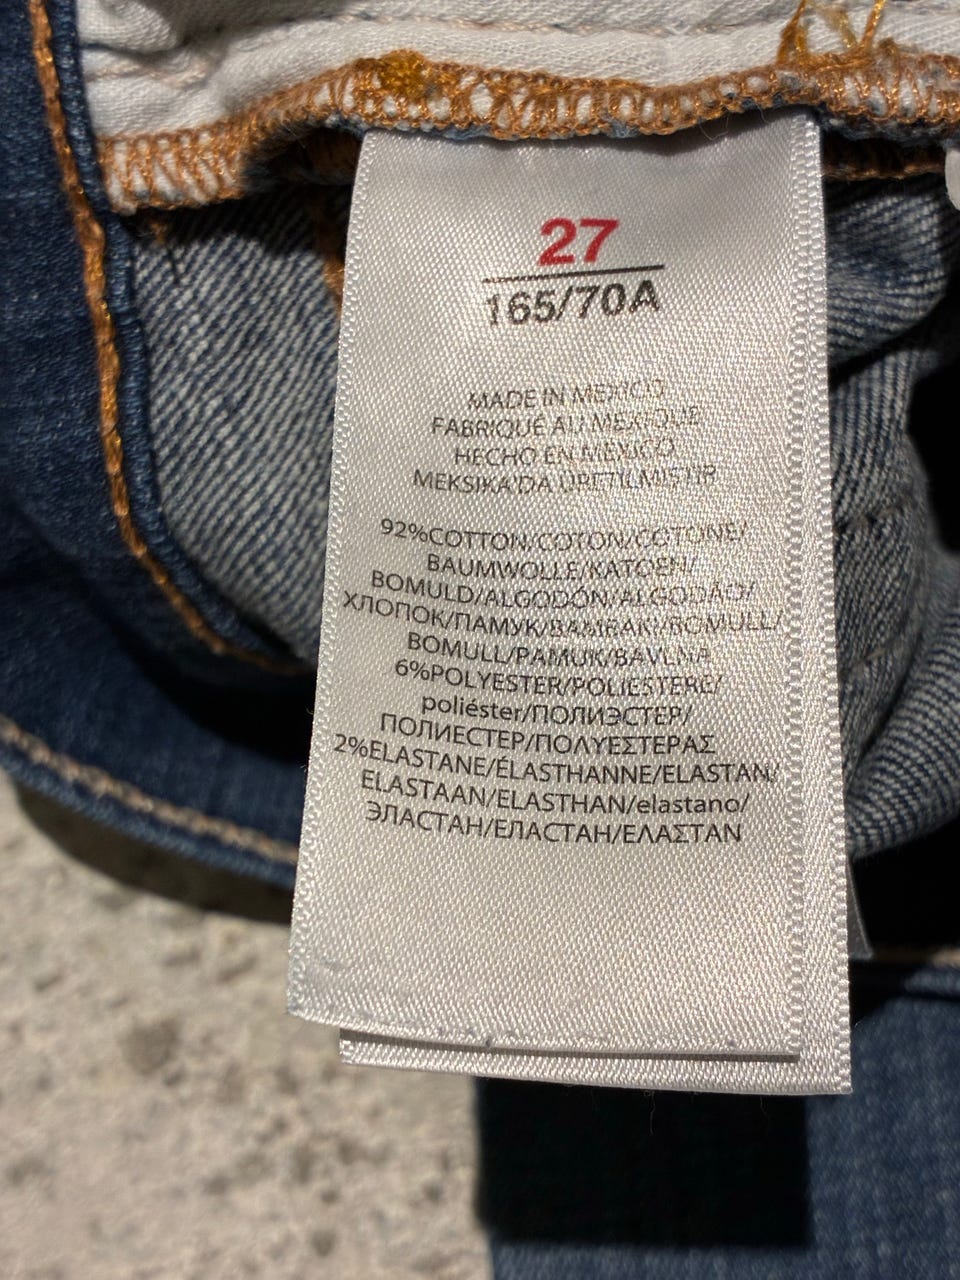 27
165/70A
MADE IN MEXICO
FABRIQUÉ AU MEXIQUE
HECHO EN MEXICO
MEKSIKA'DA ÜRETILMISTIR
92%COTTON/COTON/COTONE/
BAUMWOLLE/KATOEN/
BOMULD/ALGODÓN/ALGODÃO/
ХЛОПОК/ПАМУК/BAMBAKI/BOMULL/
BOMULL/PAMUK/BAVLNA
6%POLYESTER/POLIESTERE/
poliéster/ПОЛИЭСТЕР/
ПОЛИЕСТЕР/ΠΟΛΥΕΣΤΕΡΑΣ
2%ELASTANE/ÉLASTHANNE/ELASTAN/
ELASTAAN/ELASTHAN/elastano/
ЭЛАСТАН/ЕЛАСТАН/ΕΛΑΣΤΑΝ